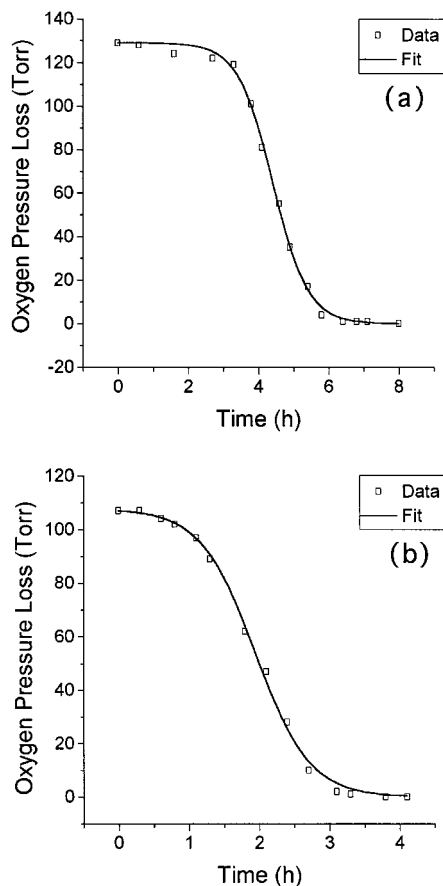 140
120
100
80
60
40
20
0
-20
Oxygen Pressure Loss (Torr)
Data
Fit
(a)
0 2 4 6 8
Time (h)
120
100
80
60
40
20
0
Oxygen Pressure Loss (Torr)
Data
Fit
(b)
0 1 2 3 4
Time (h)